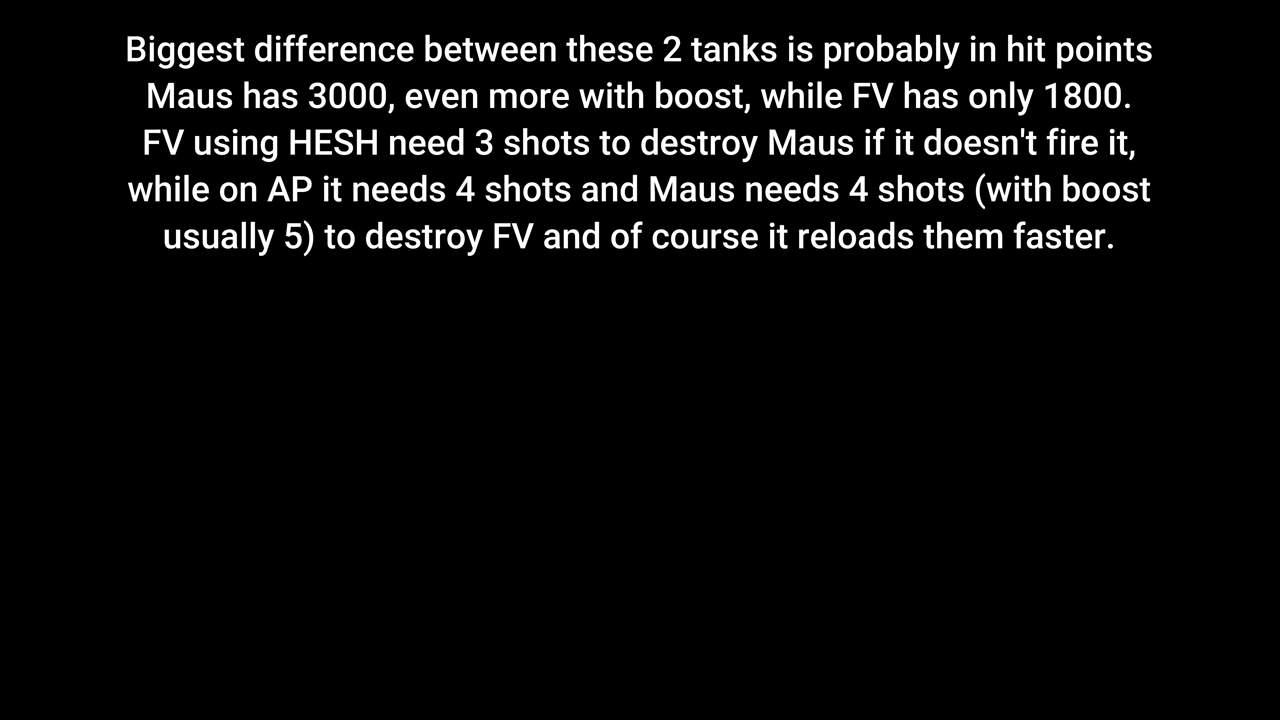 Biggest difference between these 2 tanks is probably in hit points
Maus has 3000, even more with boost, while FV has only 1800.
FV using HESH need 3 shots to destroy Maus if it doesn't fire it,
while on AP it needs 4 shots and Maus needs 4 shots (with boost
usually 5) to destroy FV and of course it reloads them faster.